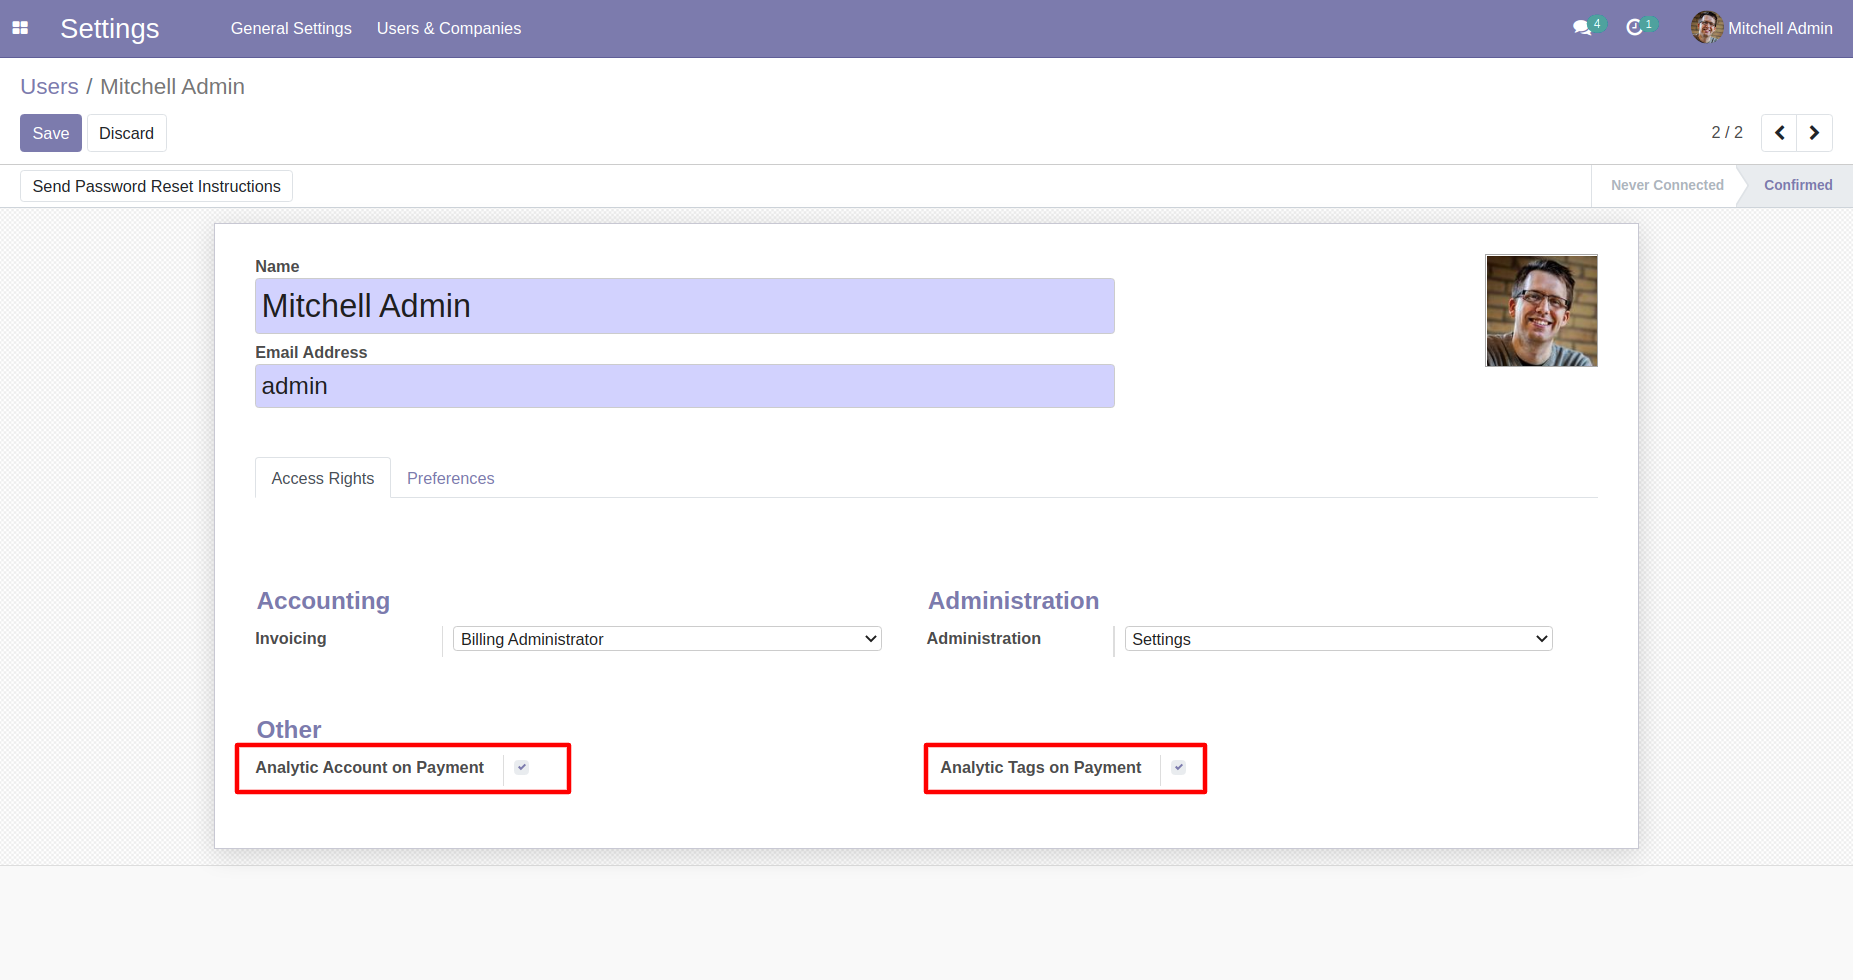 Settings General Settings Users & Companies 4 1 Mitchell Admin
Users / Mitchell Admin
Save Discard 2 / 2
Send Password Reset Instructions Never Connected Confirmed
Name
Mitchell Admin
Email Address
admin
Access Rights Preferences
Accounting Administration
Invoicing Billing Administrator Administration Settings
Other
Analytic Account on Payment Analytic Tags on Payment